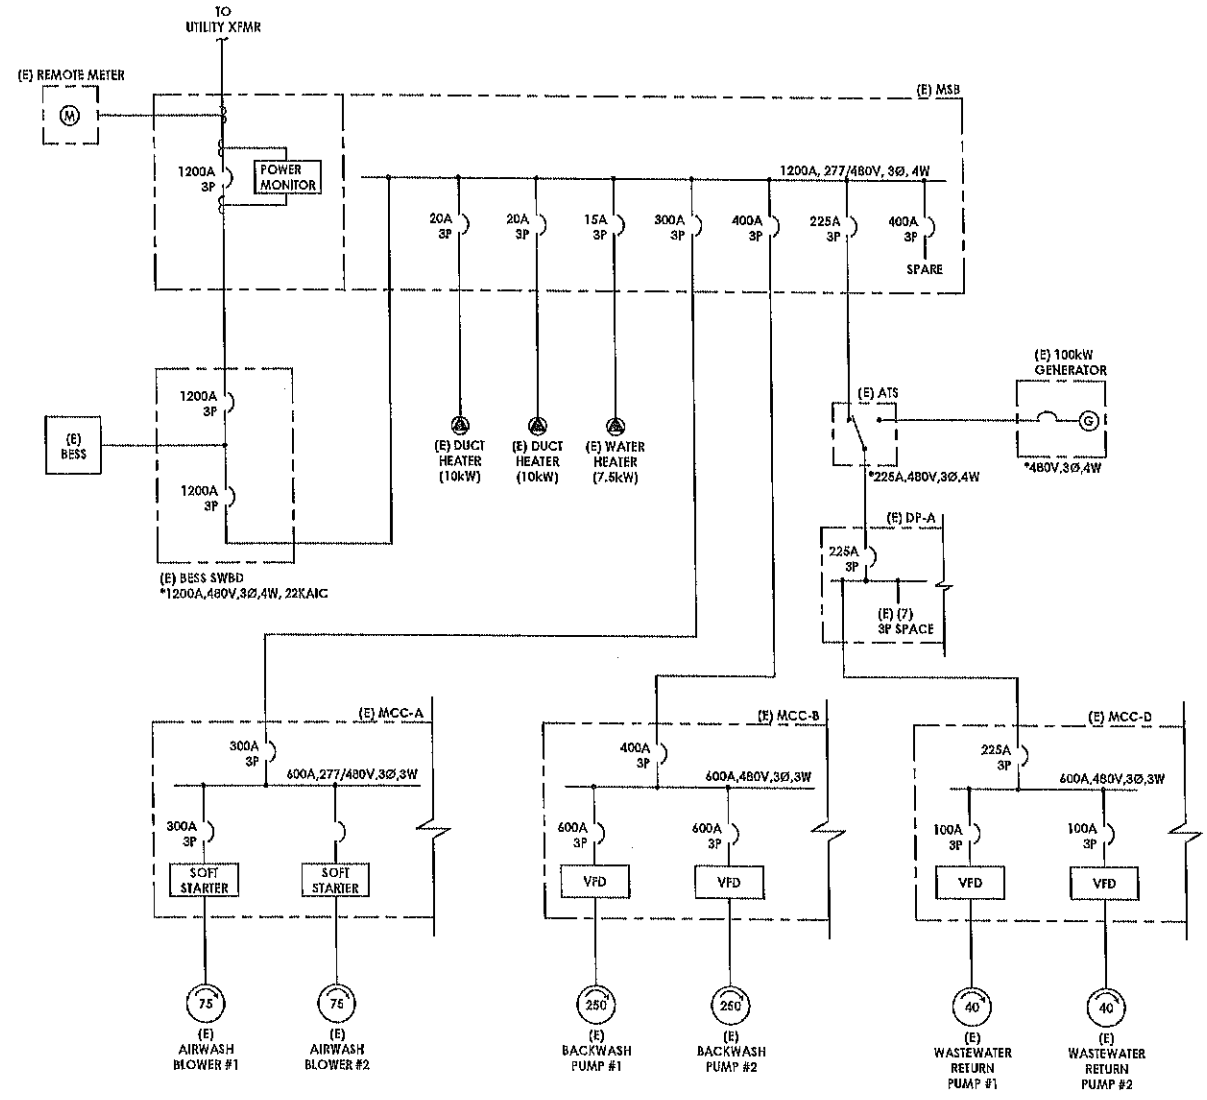 TO
UTILITY XFMR
(E) REMOTE METER
M
(E) MSB
1200A
3P
POWER
MONITOR
1200A, 277/480V, 3Ø, 4W
20A
3P
20A
3P
15A
3P
300A
3P
400A
3P
225A
3P
400A
3P
SPARE
(E) 100kW
GENERATOR
G
*480V,3Ø,4W
(E) ATS
*225A,480V,3Ø,4W
1200A
3P
(E)
BESS
1200A
3P
(E) BESS SWBD
*1200A,480V,3Ø,4W, 22KAIC
(E) DUCT
HEATER
(10kW)
(E) DUCT
HEATER
(10kW)
(E) WATER
HEATER
(7.5kW)
(E) DP-A
225A
3P
(E) (7)
3P SPACE
(E) MCC-A
300A
3P
600A,277/480V,3Ø,3W
300A
3P
SOFT
STARTER
SOFT
STARTER
75
(E)
AIRWASH
BLOWER #1
75
(E)
AIRWASH
BLOWER #2
(E) MCC-B
400A
3P
600A,480V,3Ø,3W
600A
3P
600A
3P
VFD
VFD
250
(E)
BACKWASH
PUMP #1
250
(E)
BACKWASH
PUMP #2
(E) MCC-D
225A
3P
600A,480V,3Ø,3W
100A
3P
100A
3P
VFD
VFD
40
(E)
WASTEWATER
RETURN
PUMP #1
40
(E)
WASTEWATER
RETURN
PUMP #2